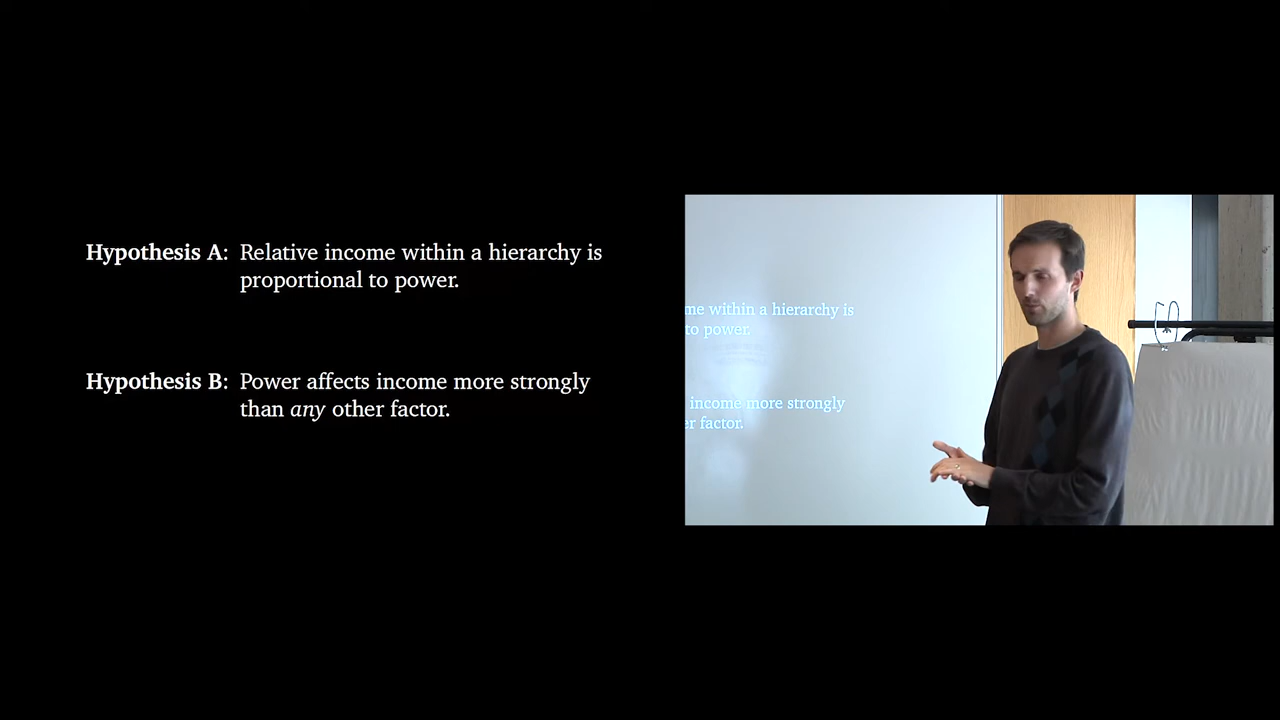 Hypothesis A: Relative income within a hierarchy is
proportional to power.
Hypothesis B: Power affects income more strongly
than any other factor.
me within a hierarchy is
to power.
income more strongly
er factor.